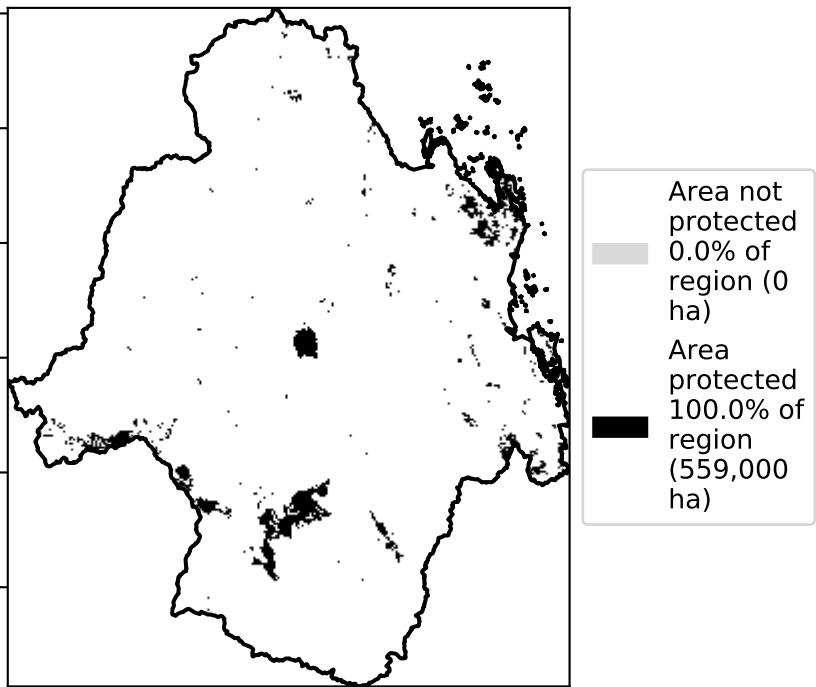 Area not
protected
0.0% of
region (0
ha)
Area
protected
100.0% of
region
(559,000
ha)